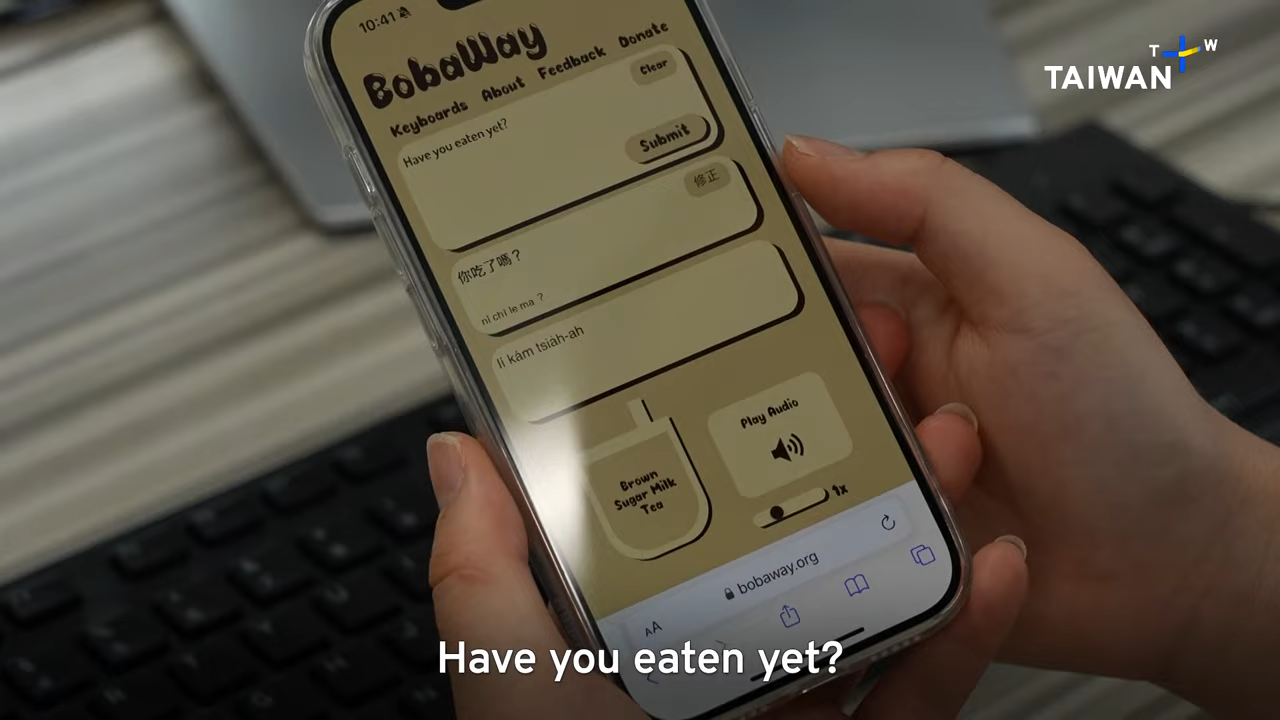 10:41
BobaWay
Keyboards About Feedback Donate
Clear
Have you eaten yet?
Submit
修正
你吃了嗎？
nǐ chī le ma ？
lí kám tsia̍h-ah
Brown
Sugar Milk
Tea
Play Audio
1x
AA
bobaway.org
T W
TAIWAN
Have you eaten yet?